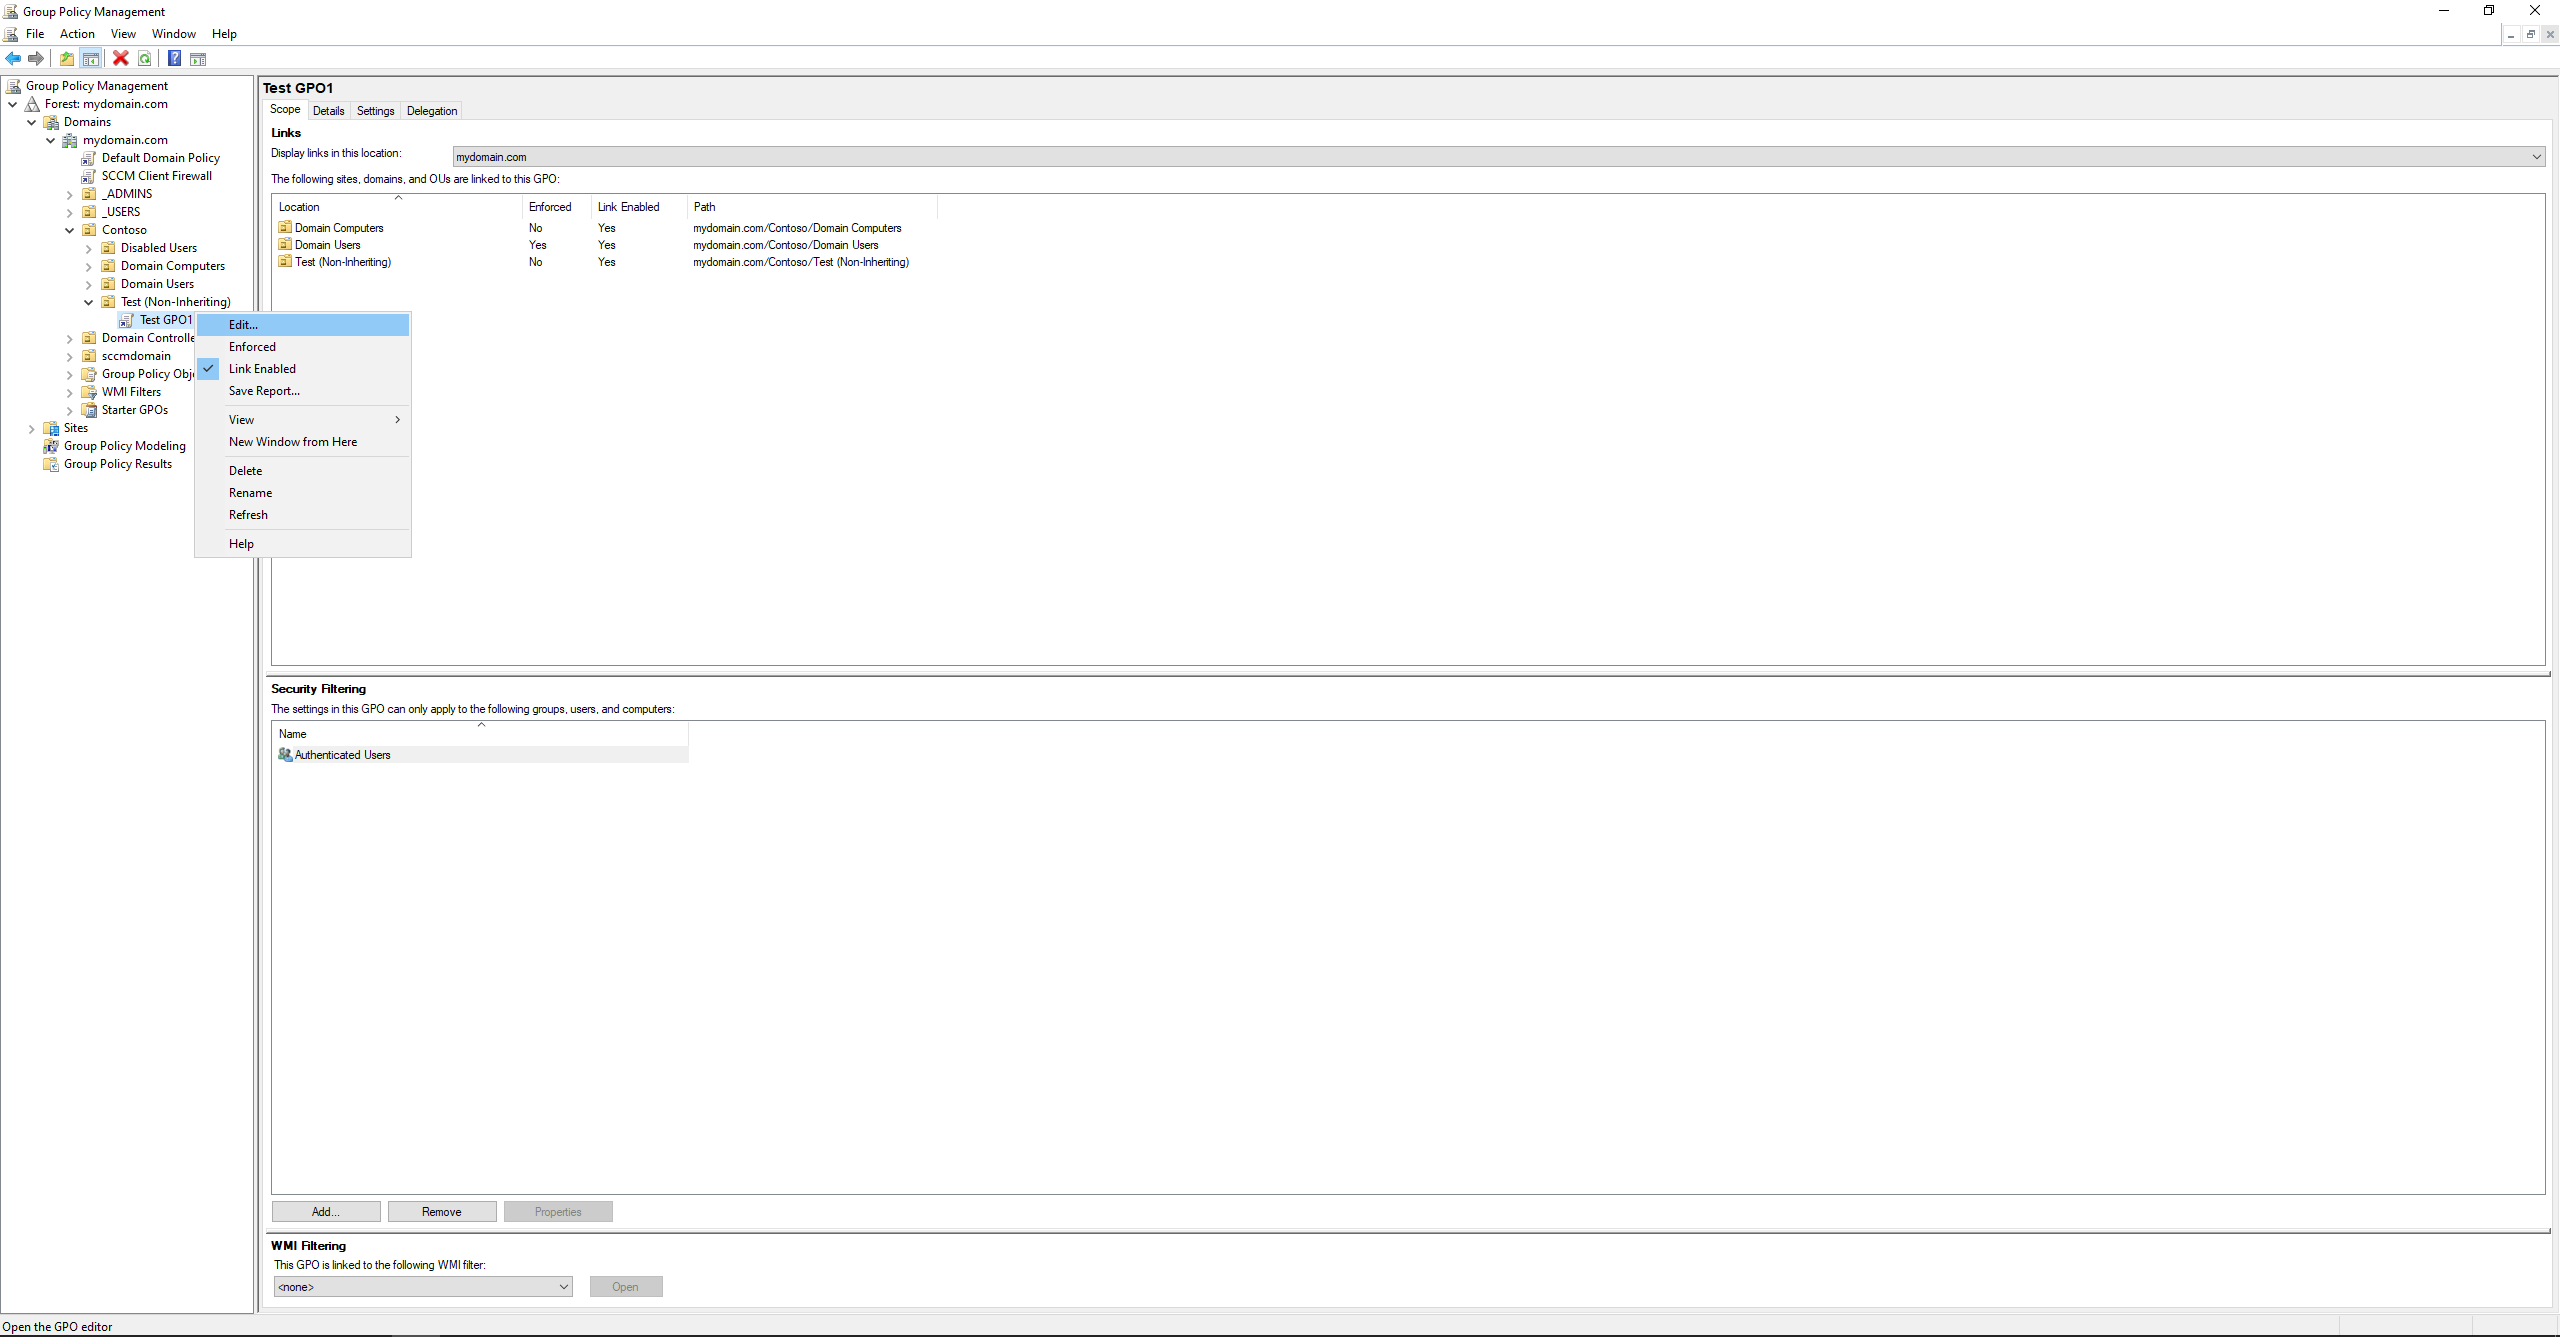 Group Policy Management
File Action View Window Help
Group Policy Management
Forest: mydomain.com
Domains
mydomain.com
Default Domain Policy
SCCM Client Firewall
_ADMINS
_USERS
Contoso
Disabled Users
Domain Computers
Domain Users
Test (Non-Inheriting)
Test GPO1
Domain Controlle
sccmdomain
Group Policy Obj
WMI Filters
Starter GPOs
Sites
Group Policy Modeling
Group Policy Results
Edit...
Enforced
Link Enabled
Save Report...
View
New Window from Here
Delete
Rename
Refresh
Help
Test GPO1
Scope Details Settings Delegation
Links
Display links in this location: mydomain.com
The following sites, domains, and OUs are linked to this GPO:
Location Enforced Link Enabled Path
Domain Computers No Yes mydomain.com/Contoso/Domain Computers
Domain Users Yes Yes mydomain.com/Contoso/Domain Users
Test (Non-Inheriting) No Yes mydomain.com/Contoso/Test (Non-Inheriting)
Security Filtering
The settings in this GPO can only apply to the following groups, users, and computers:
Name
Authenticated Users
Add... Remove Properties
WMI Filtering
This GPO is linked to the following WMI filter:
<none> Open
Open the GPO editor